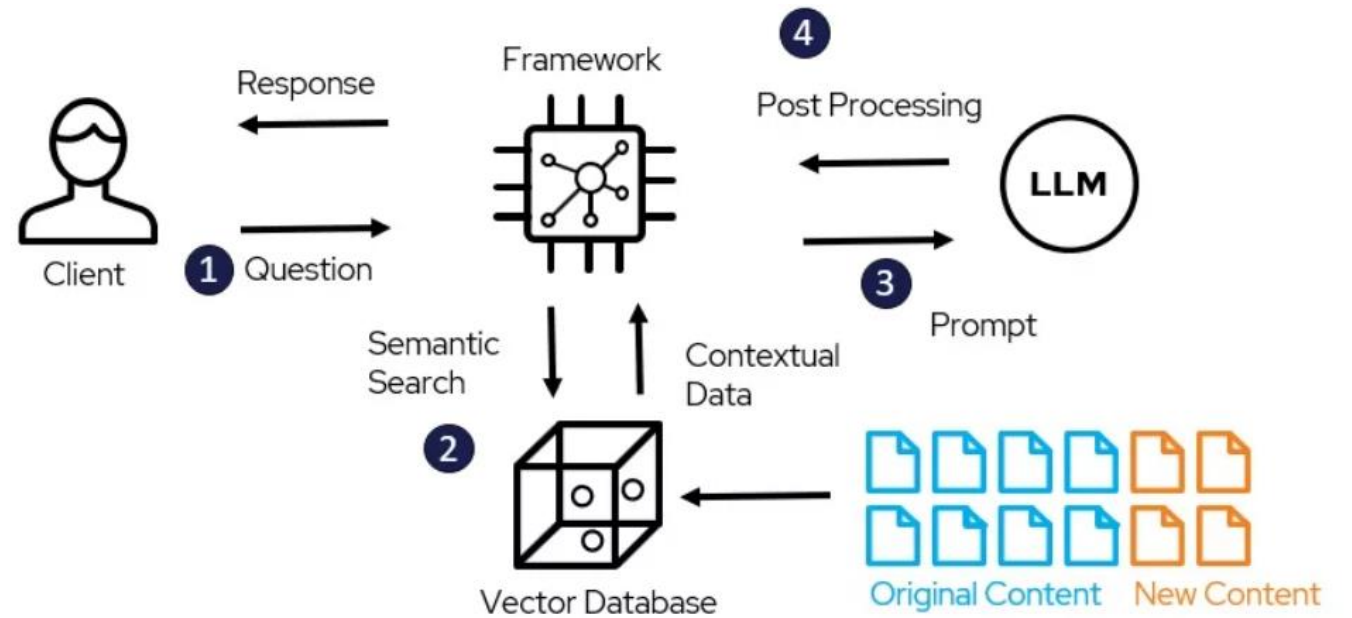 4
Framework
Response
Post Processing
LLM
Client
1
Question
3
Prompt
Semantic
Search
Contextual
Data
2
Vector Database
Original Content
New Content